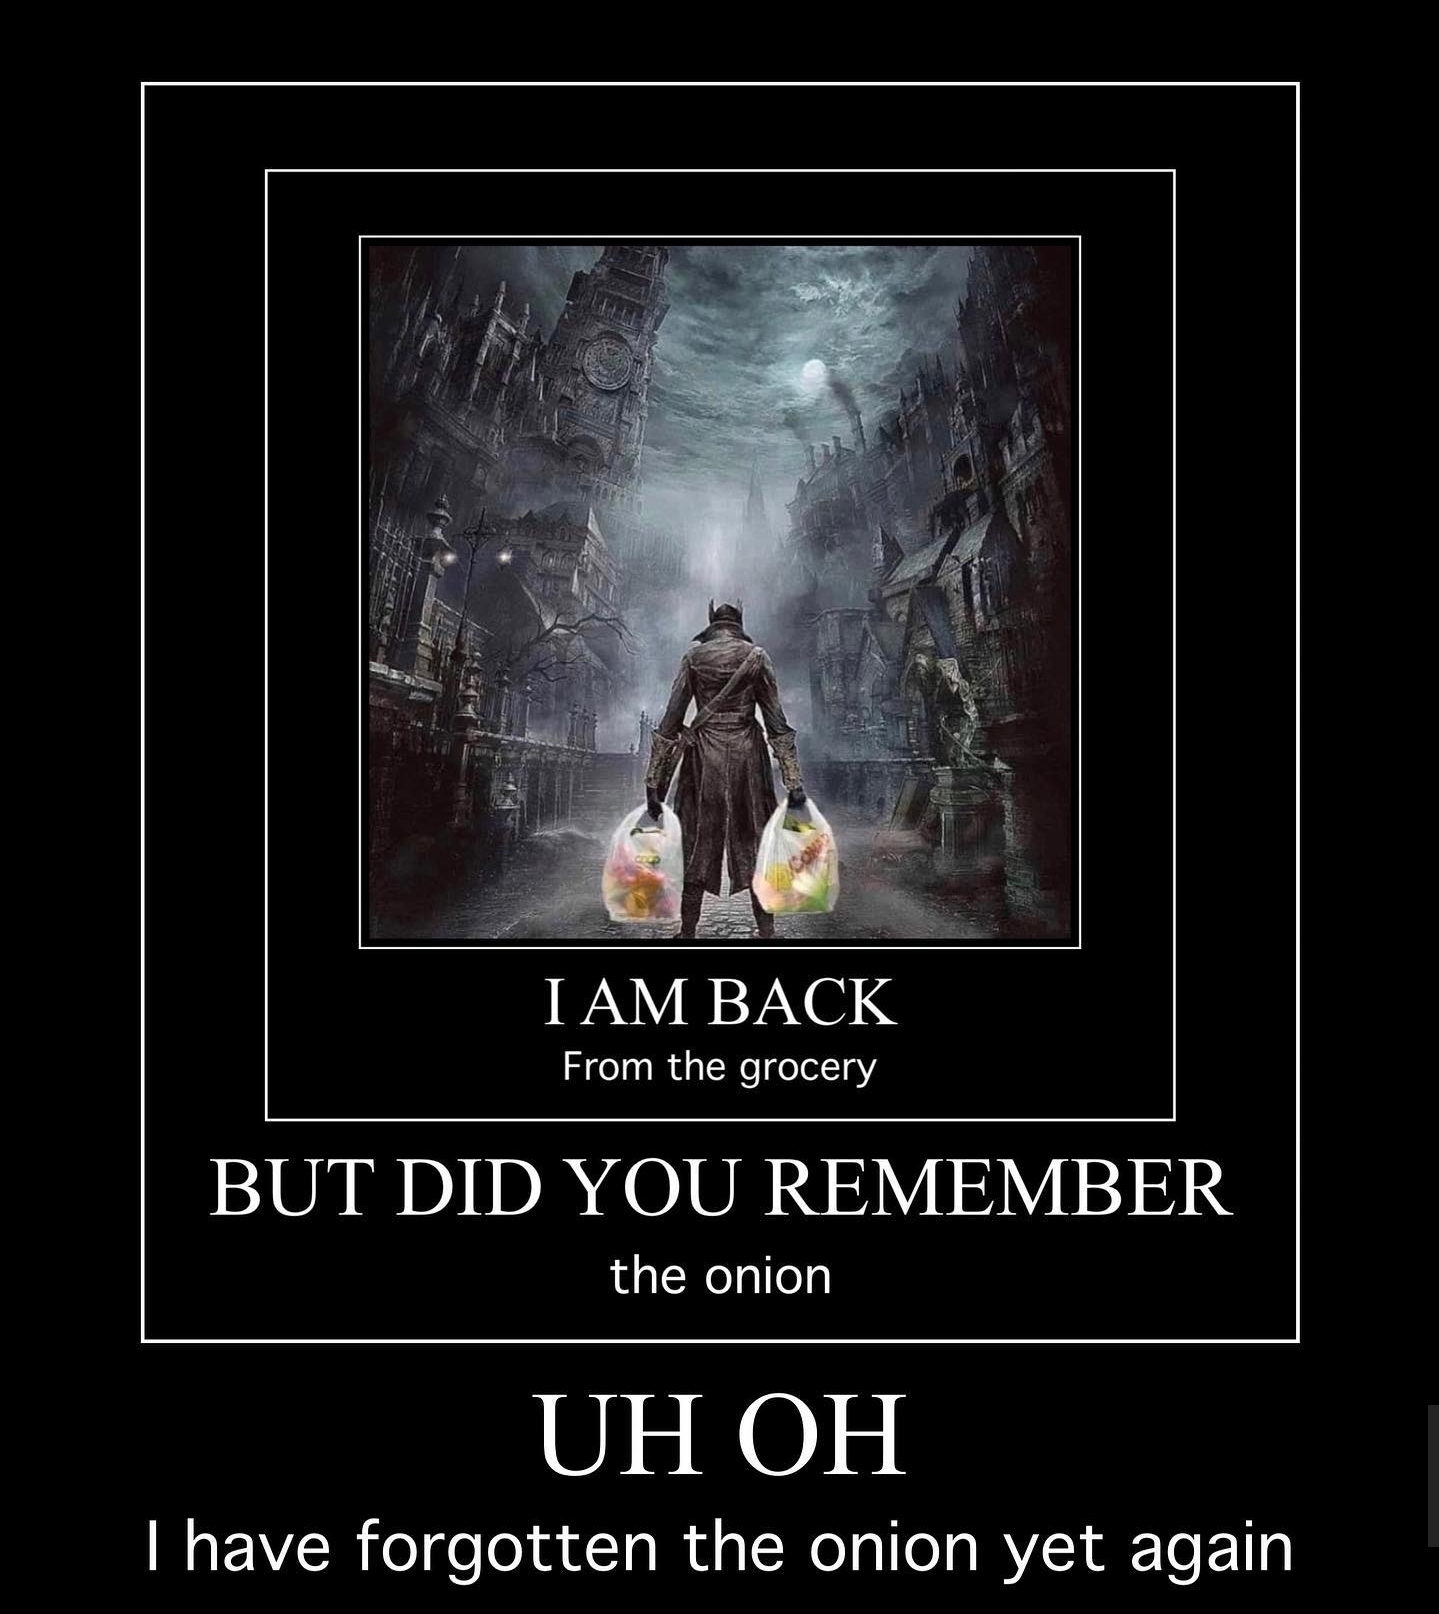 I AM BACK
From the grocery
BUT DID YOU REMEMBER
the onion
UH OH
I have forgotten the onion yet again